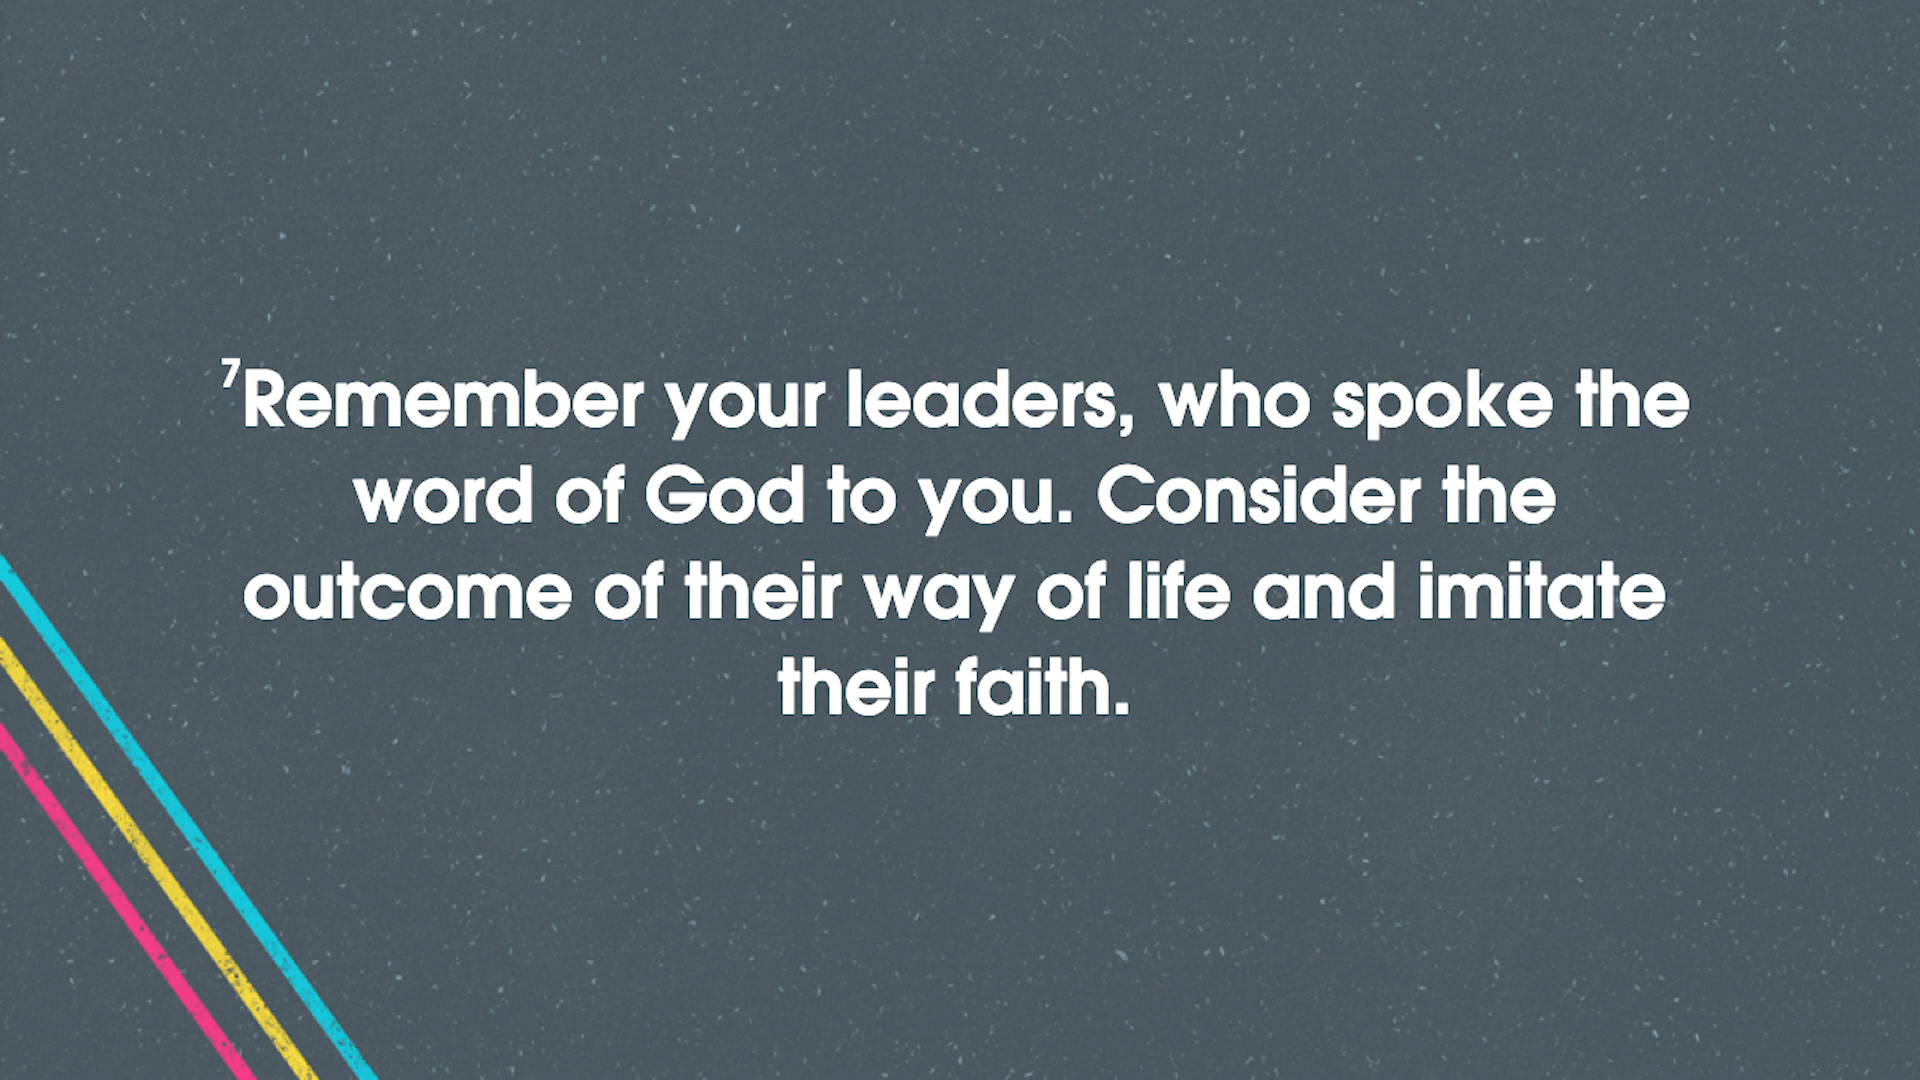 ⁷Remember your leaders, who spoke the
word of God to you. Consider the
outcome of their way of life and imitate
their faith.